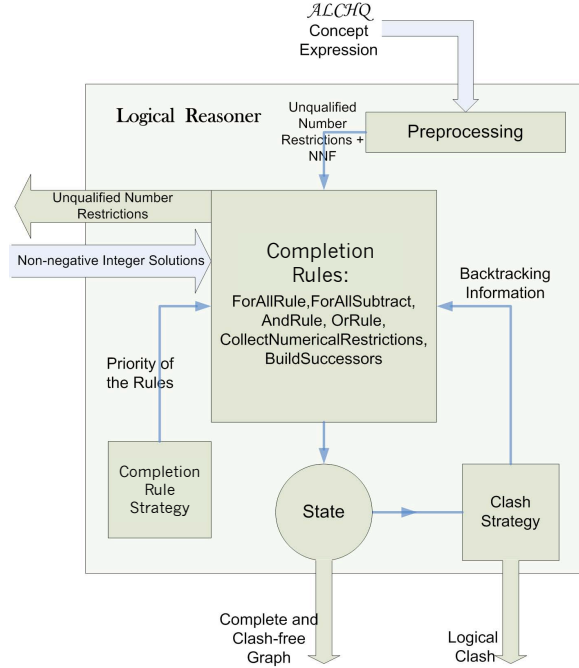 ALCHQ
Concept
Expression
Logical Reasoner
Unqualified
Number
Restrictions +
NNF
Preprocessing
Unqualified Number
Restrictions
Non-negative Integer Solutions
Completion
Rules:
ForAllRule,ForAllSubtract,
AndRule, OrRule,
CollectNumericalRestrictions,
BuildSuccessors
Backtracking
Information
Priority of
the Rules
Completion
Rule
Strategy
State
Clash
Strategy
Complete and
Clash-free
Graph
Logical
Clash